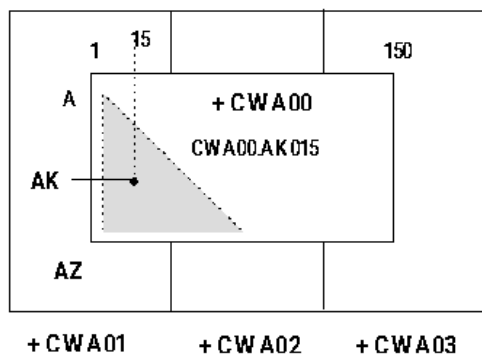 1 15 150
A + CWA00
CWA00.AK015
AK
AZ
+ CWA01 + CWA02 + CWA03